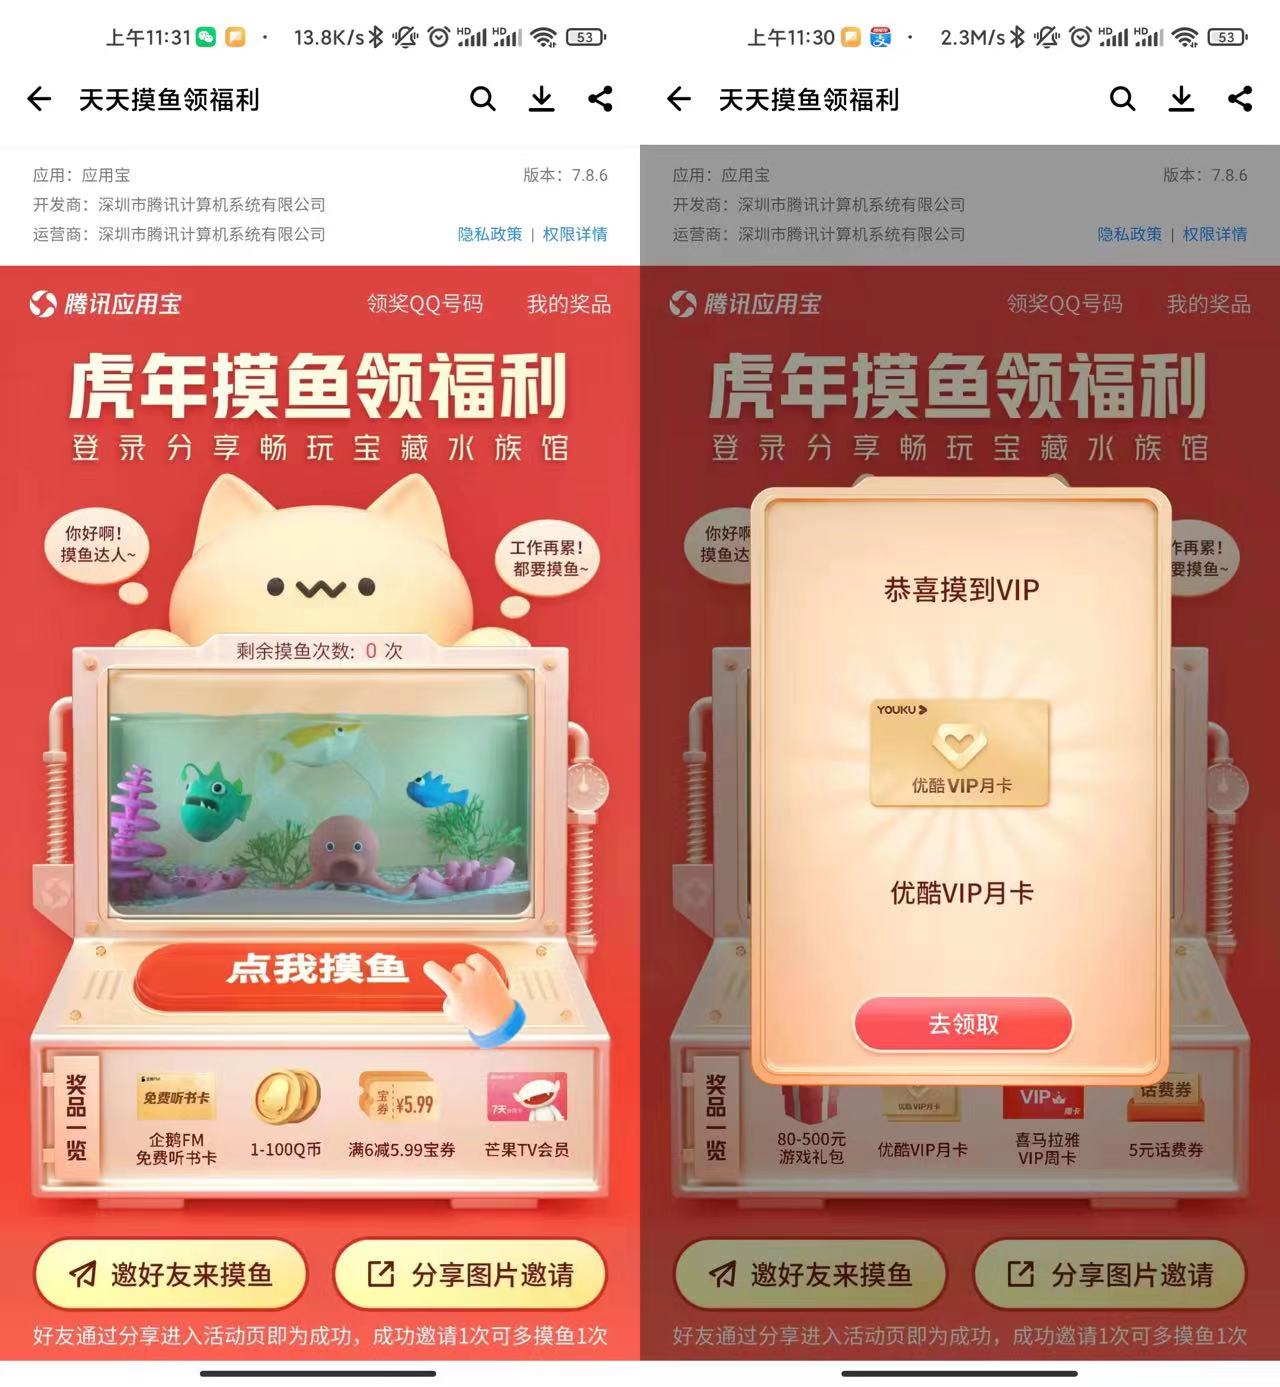 上午11:31
13.8K/s
HD
HD
53
天天摸鱼领福利
应用：应用宝
版本：7.8.6
开发商：深圳市腾讯计算机系统有限公司
运营商：深圳市腾讯计算机系统有限公司
隐私政策 | 权限详情
腾讯应用宝
领奖QQ号码
我的奖品
虎年摸鱼领福利
登录分享畅玩宝藏水族馆
你好啊！
摸鱼达人~
工作再累！
都要摸鱼~
剩余摸鱼次数：0 次
点我摸鱼
奖品一览
企鹅FM
免费听书卡
宝券
¥5.99
7天
企鹅FM
免费听书卡
1-100Q币
满6减5.99宝券
芒果TV会员
邀好友来摸鱼
分享图片邀请
好友通过分享进入活动页即为成功，成功邀请1次可多摸鱼1次
上午11:30
2.3M/s
HD
HD
53
天天摸鱼领福利
应用：应用宝
版本：7.8.6
开发商：深圳市腾讯计算机系统有限公司
运营商：深圳市腾讯计算机系统有限公司
隐私政策 | 权限详情
腾讯应用宝
领奖QQ号码
我的奖品
虎年摸鱼领福利
登录分享畅玩宝藏水族馆
你好啊
摸鱼达
作再累！
要摸鱼~
恭喜摸到VIP
YOUKU
优酷VIP月卡
优酷VIP月卡
去领取
奖品一览
优酷VIP月卡
VIP
周卡
话费券
80-500元
游戏礼包
优酷VIP月卡
喜马拉雅
VIP周卡
5元话费券
邀好友来摸鱼
分享图片邀请
好友通过分享进入活动页即为成功，成功邀请1次可多摸鱼1次